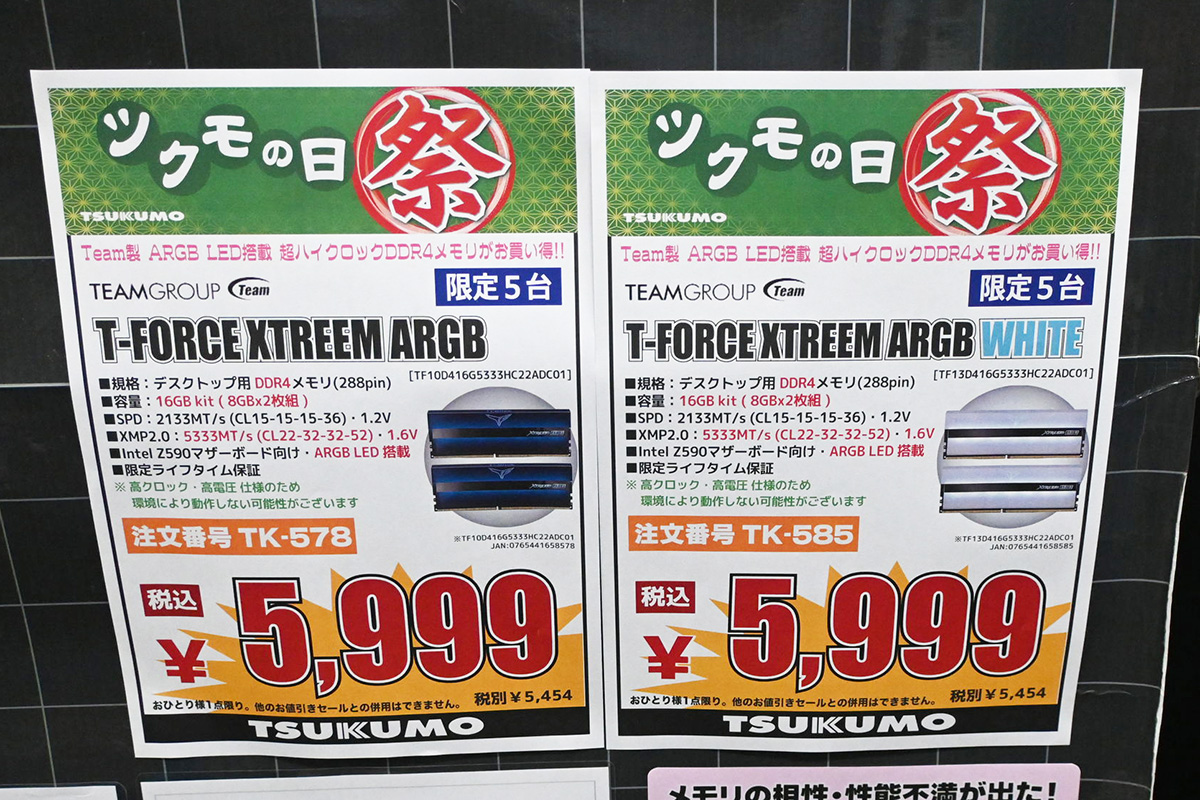 ツクモの日 祭
TSUKUMO
Team製 ARGB LED搭載 超ハイクロックDDR4メモリがお買い得!!
TEAMGROUP Team
限定5台
T-FORCE XTREEM ARGB
[TF10D416G5333HC22ADC01]
■規格：デスクトップ用 DDR4メモリ(288pin)
■容量：16GB kit ( 8GBx2枚組 )
■SPD：2133MT/s (CL15-15-15-36)・1.2V
■XMP2.0：5333MT/s (CL22-32-32-52)・1.6V
■Intel Z590マザーボード向け・ARGB LED 搭載
■限定ライフタイム保証
※ 高クロック・高電圧 仕様のため
環境により動作しない可能性がございます
※TF10D416G5333HC22ADC01
JAN:0765441658578
注文番号 TK-578
税込
¥5,999
税別¥5,454
おひとり様1点限り。他のお値引きセールとの併用はできません。
TSUKUMO
ツクモの日 祭
TSUKUMO
Team製 ARGB LED搭載 超ハイクロックDDR4メモリがお買い得!!
TEAMGROUP Team
限定5台
T-FORCE XTREEM ARGB WHITE
[TF13D416G5333HC22ADC01]
■規格：デスクトップ用 DDR4メモリ(288pin)
■容量：16GB kit ( 8GBx2枚組 )
■SPD：2133MT/s (CL15-15-15-36)・1.2V
■XMP2.0：5333MT/s (CL22-32-32-52)・1.6V
■Intel Z590マザーボード向け・ARGB LED 搭載
■限定ライフタイム保証
※ 高クロック・高電圧 仕様のため
環境により動作しない可能性がございます
※TF13D416G5333HC22ADC01
JAN:0765441658585
注文番号 TK-585
税込
¥5,999
税別¥5,454
おひとり様1点限り。他のお値引きセールとの併用はできません。
TSUKUMO
メモリの相性・性能不満が出た!